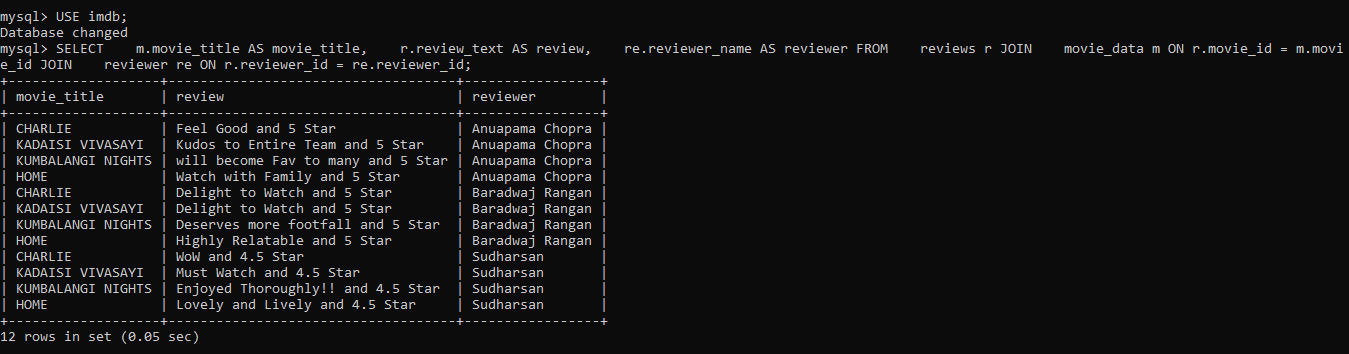 mysql> USE imdb;
Database changed
mysql> SELECT    m.movie_title AS movie_title,    r.review_text AS review,    re.reviewer_name AS reviewer FROM    reviews r JOIN    movie_data m ON r.movie_id = m.movi
e_id JOIN    reviewer re ON r.reviewer_id = re.reviewer_id;
+-------------------+------------------------------------+-----------------+
| movie_title       | review                             | reviewer        |
+-------------------+------------------------------------+-----------------+
| CHARLIE           | Feel Good and 5 Star               | Anuapama Chopra |
| KADAISI VIVASAYI  | Kudos to Entire Team and 5 Star    | Anuapama Chopra |
| KUMBALANGI NIGHTS | will become Fav to many and 5 Star | Anuapama Chopra |
| HOME              | Watch with Family and 5 Star       | Anuapama Chopra |
| CHARLIE           | Delight to Watch and 5 Star        | Baradwaj Rangan |
| KADAISI VIVASAYI  | Delight to Watch and 5 Star        | Baradwaj Rangan |
| KUMBALANGI NIGHTS | Deserves more footfall and 5 Star  | Baradwaj Rangan |
| HOME              | Highly Relatable and 5 Star        | Baradwaj Rangan |
| CHARLIE           | WoW and 4.5 Star                   | Sudharsan       |
| KADAISI VIVASAYI  | Must Watch and 4.5 Star            | Sudharsan       |
| KUMBALANGI NIGHTS | Enjoyed Thoroughly!! and 4.5 Star  | Sudharsan       |
| HOME              | Lovely and Lively and 4.5 Star     | Sudharsan       |
+-------------------+------------------------------------+-----------------+
12 rows in set (0.05 sec)